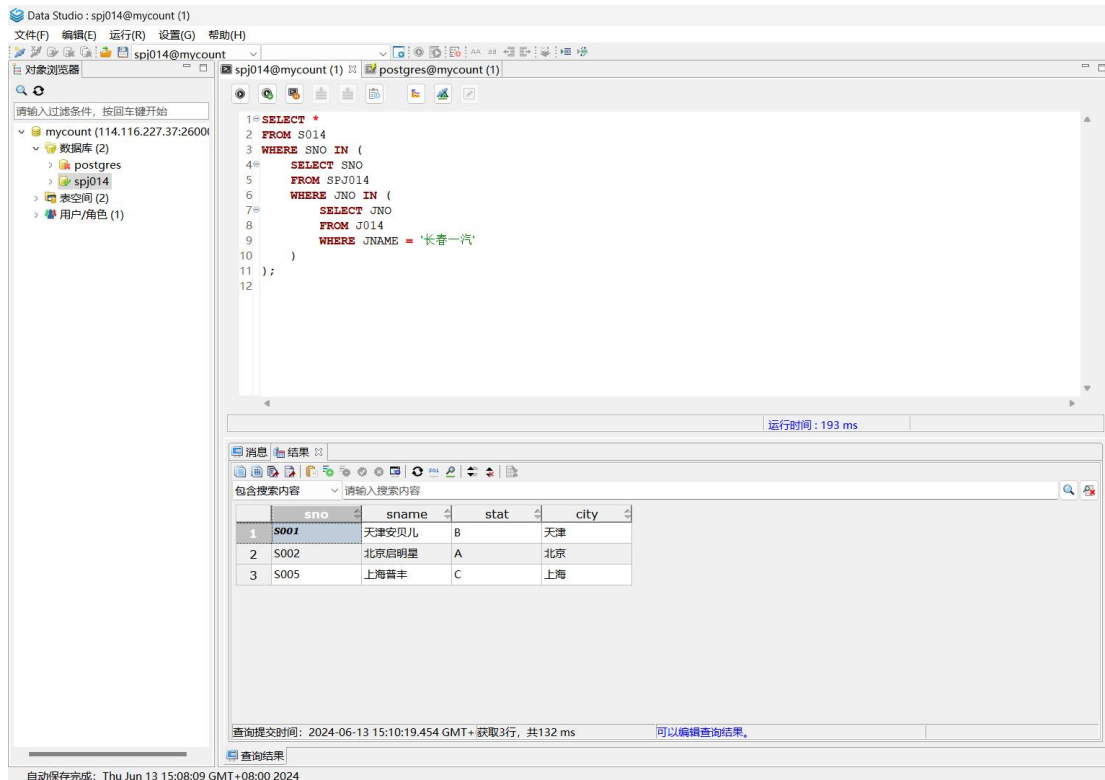 Data Studio : spj014@mycount (1)
文件(F) 编辑(E) 运行(R) 设置(G) 帮助(H)
spj014@mycount
对象浏览器
请输入过滤条件，按回车键开始
mycount (114.116.227.37:2600
数据库 (2)
postgres
spj014
表空间 (2)
用户/角色 (1)
spj014@mycount (1) postgres@mycount (1)
1 SELECT *
2 FROM S014
3 WHERE SNO IN (
4 SELECT SNO
5 FROM SPJ014
6 WHERE JNO IN (
7 SELECT JNO
8 FROM J014
9 WHERE JNAME = '长春一汽'
10 )
11 );
12
运行时间 : 193 ms
消息 结果
包含搜索内容 请输入搜索内容
sno sname stat city
1 S001 天津安贝儿 B 天津
2 S002 北京启明星 A 北京
3 S005 上海普丰 C 上海
查询提交时间：2024-06-13 15:10:19.454 GMT+ 获取3行，共132 ms 可以编辑查询结果。
查询结果
自动保存完成：Thu Jun 13 15:08:09 GMT+08:00 2024